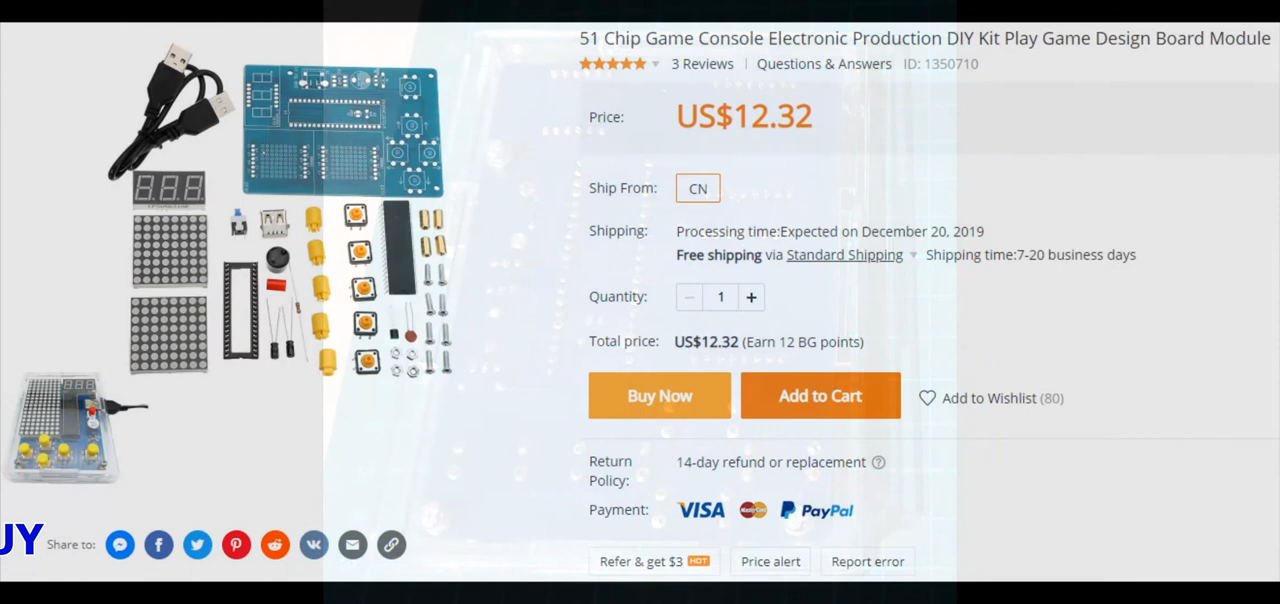 51 Chip Game Console Electronic Production DIY Kit Play Game Design Board Module
3 Reviews | Questions & Answers ID: 1350710
Price: US$12.32
Ship From: CN
Shipping: Processing time:Expected on December 20, 2019
Free shipping via Standard Shipping Shipping time:7-20 business days
Quantity: 1
Total price: US$12.32 (Earn 12 BG points)
Buy Now Add to Cart Add to Wishlist (80)
Return Policy: 14-day refund or replacement
Payment: VISA MasterCard PayPal
UY Share to:
Refer & get $3 HOT Price alert Report error